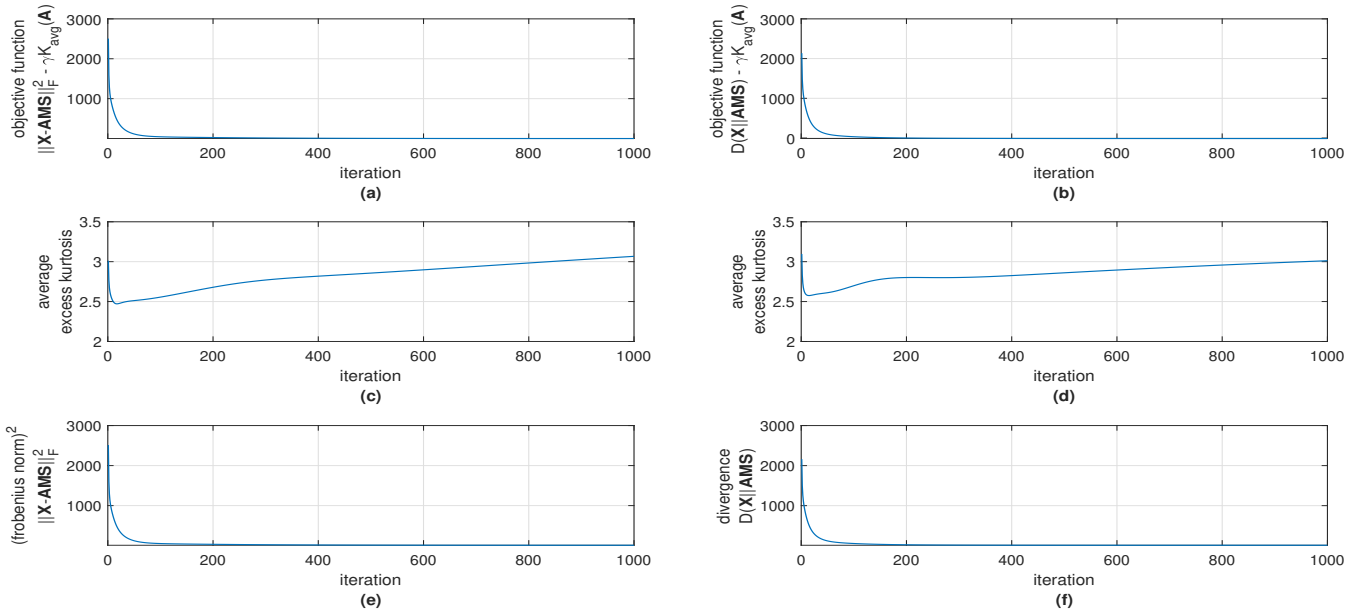 objective function
||X-AMS||²_F - γK_avg(A)
3000
2000
1000
0 200 400 600 800 1000
iteration
(a)
objective function
D(X||AMS) - γK_avg(A)
3000
2000
1000
0
0 200 400 600 800 1000
iteration
(b)
average
excess kurtosis
3.5
3
2.5
2
0 200 400 600 800 1000
iteration
(c)
average
excess kurtosis
3.5
3
2.5
2
0 200 400 600 800 1000
iteration
(d)
(frobenius norm)²
||X-AMS||²_F
3000
2000
1000
0 200 400 600 800 1000
iteration
(e)
divergence
D(X||AMS)
3000
2000
1000
0 200 400 600 800 1000
iteration
(f)